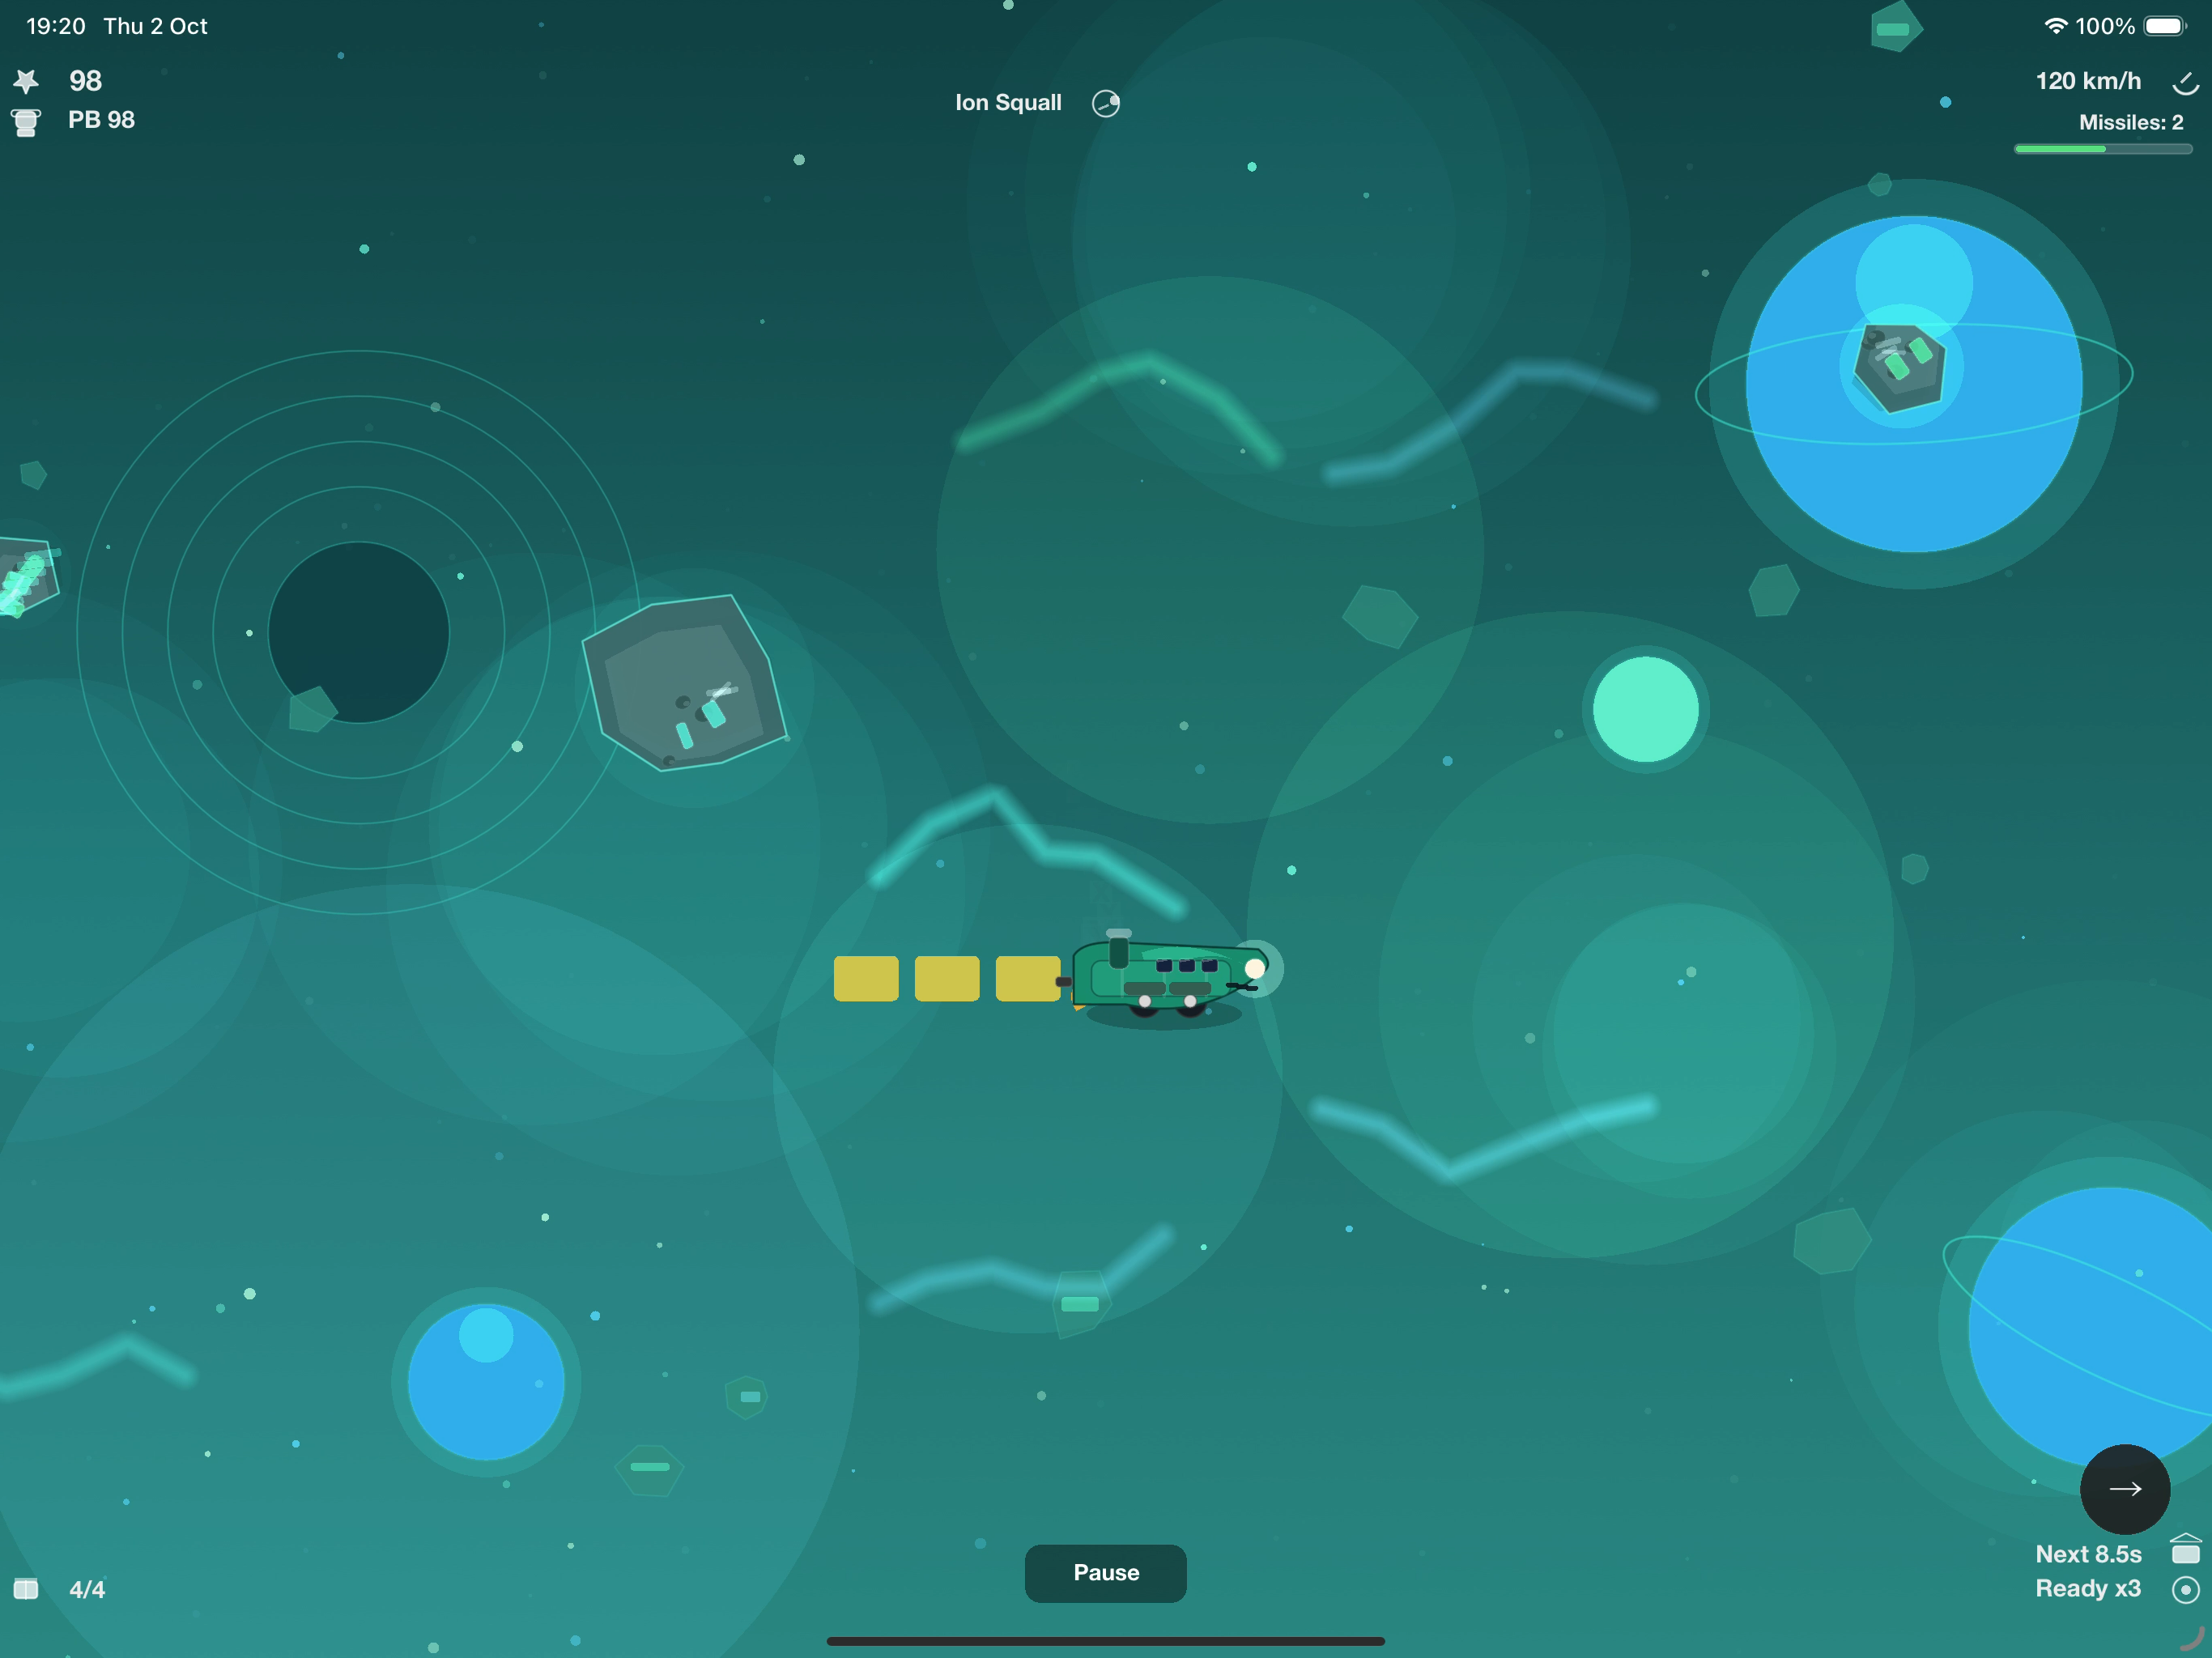 19:20 Thu 2 Oct
100%
98
PB 98
Ion Squall
120 km/h
Missiles: 2
Next 8.5s
Ready x3
4/4
Pause